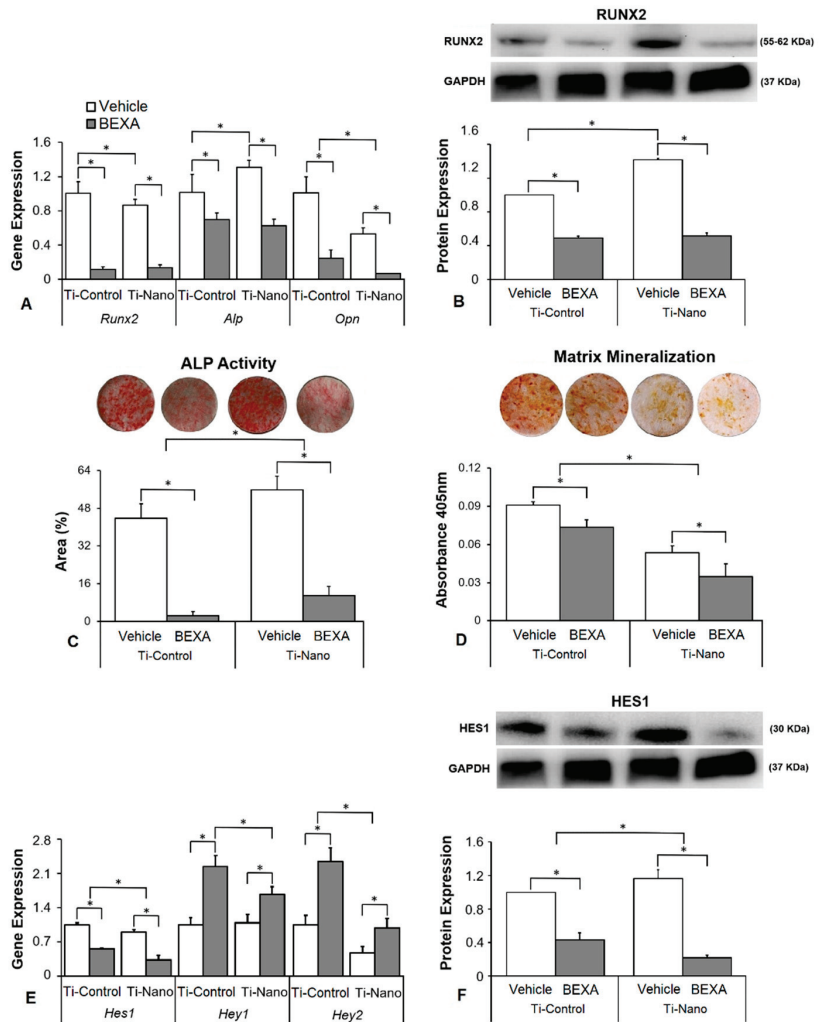 Vehicle
BEXA
Gene Expression
1.6
1.2
0.8
0.4
0
* * * * * * * * *
Ti-Control Ti-Nano Ti-Control Ti-Nano Ti-Control Ti-Nano
Runx2 Alp Opn
A
RUNX2
RUNX2 (55-62 KDa)
GAPDH (37 KDa)
Protein Expression
1.6
1.2
0.8
0.4
0
* * *
Vehicle BEXA Vehicle BEXA
Ti-Control Ti-Nano
B
ALP Activity
Area (%)
64
48
32
16
0
* * *
Vehicle BEXA Vehicle BEXA
Ti-Control Ti-Nano
C
Matrix Mineralization
Absorbance 405nm
0.12
0.09
0.06
0.03
0
* * *
Vehicle BEXA Vehicle BEXA
Ti-Control Ti-Nano
D
Gene Expression
2.8
2.1
1.4
0.7
0
* * * * * * * * *
Ti-Control Ti-Nano Ti-Control Ti-Nano Ti-Control Ti-Nano
Hes1 Hey1 Hey2
E
HES1
HES1 (30 KDa)
GAPDH (37 KDa)
Protein Expression
1.6
1.2
0.8
0.4
0
* * *
Vehicle BEXA Vehicle BEXA
Ti-Control Ti-Nano
F